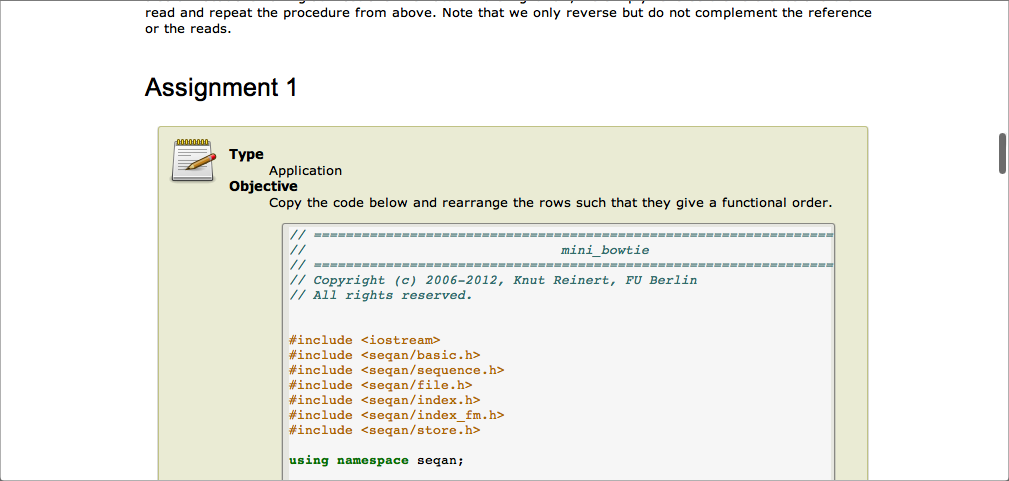 read and repeat the procedure from above. Note that we only reverse but do not complement the reference
or the reads.
Assignment 1
Type
Application
Objective
Copy the code below and rearrange the rows such that they give a functional order.
// ==========================================================================
// mini_bowtie
// ==========================================================================
// Copyright (c) 2006-2012, Knut Reinert, FU Berlin
// All rights reserved.
#include <iostream>
#include <seqan/basic.h>
#include <seqan/sequence.h>
#include <seqan/file.h>
#include <seqan/index.h>
#include <seqan/index_fm.h>
#include <seqan/store.h>
using namespace seqan;